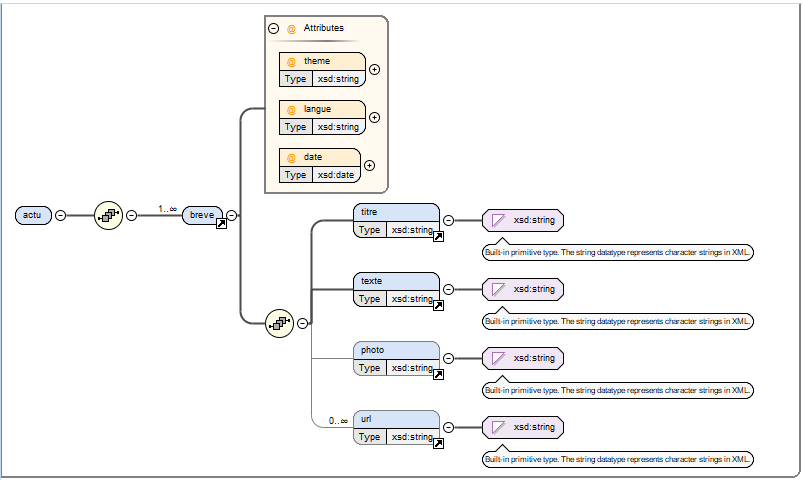 @ Attributes
@ theme
Type xsd:string
@ langue
Type xsd:string
@ date
Type xsd:date
actu
1..∞
breve
titre
Type xsd:string
xsd:string
Built-in primitive type. The string datatype represents character strings in XML.
texte
Type xsd:string
xsd:string
Built-in primitive type. The string datatype represents character strings in XML.
photo
Type xsd:string
xsd:string
Built-in primitive type. The string datatype represents character strings in XML.
0..∞
url
Type xsd:string
xsd:string
Built-in primitive type. The string datatype represents character strings in XML.